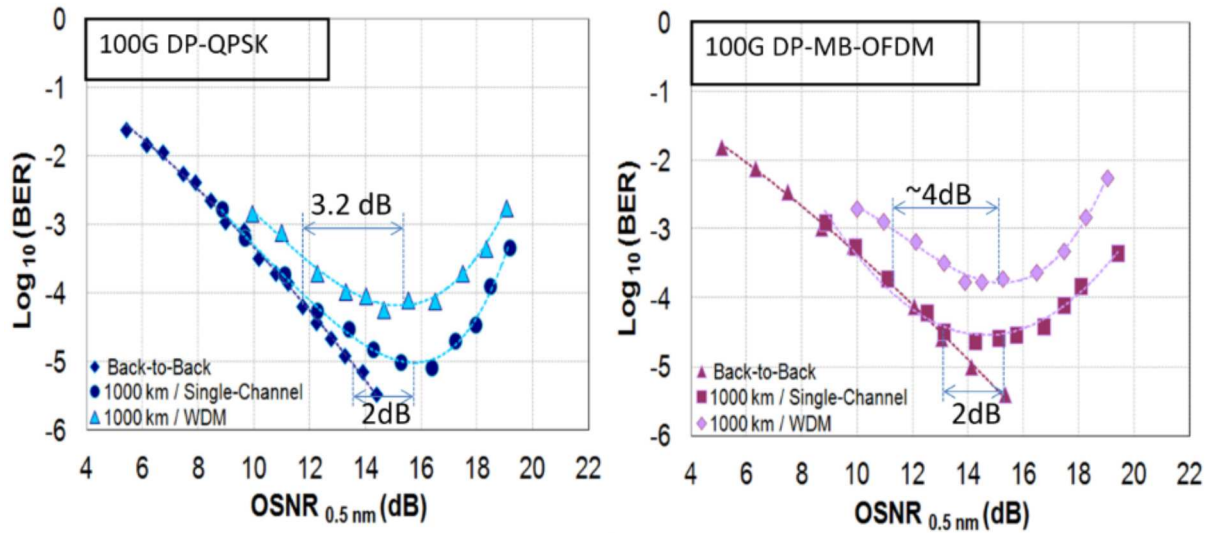 100G DP-QPSK
Log 10 (BER)
0
-1
-2
-3
-4
-5
-6
3.2 dB
2dB
Back-to-Back
1000 km / Single-Channel
1000 km / WDM
4 6 8 10 12 14 16 18 20 22
OSNR 0.5 nm (dB)
100G DP-MB-OFDM
Log 10 (BER)
0
-1
-2
-3
-4
-5
-6
~4dB
2dB
Back-to-Back
1000 km / Single-Channel
1000 km / WDM
4 6 8 10 12 14 16 18 20 22
OSNR 0.5 nm (dB)